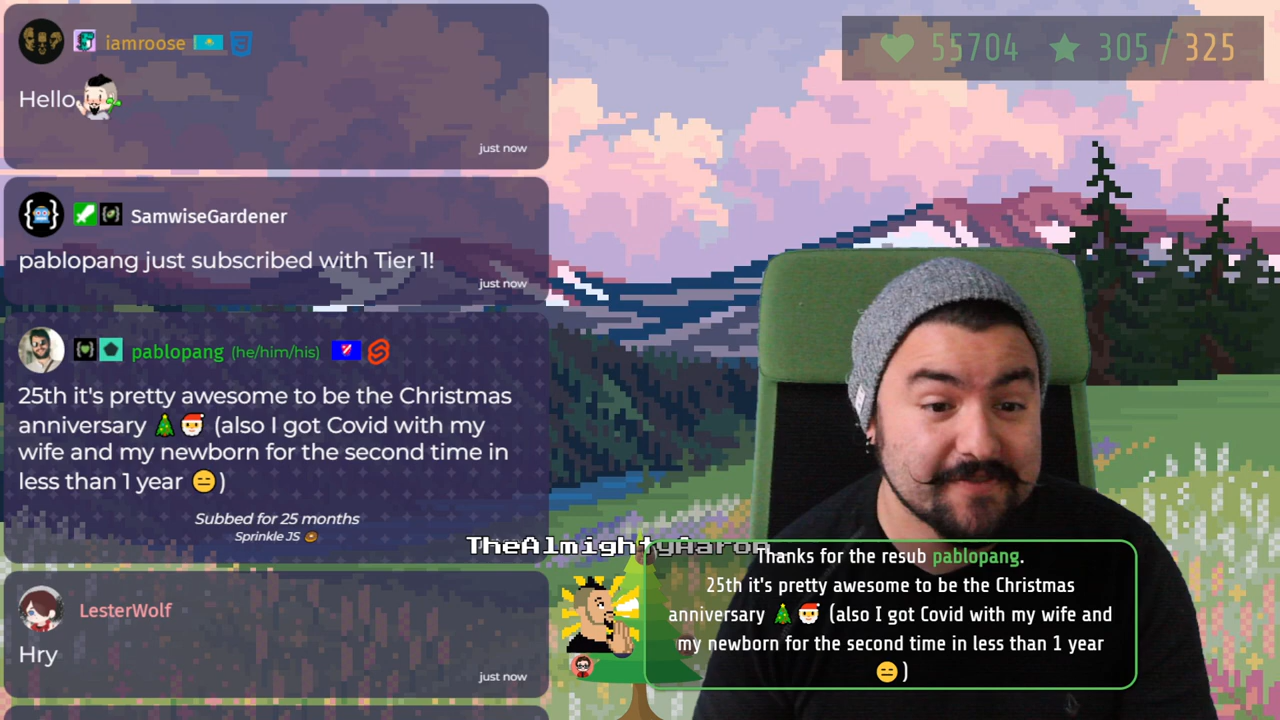 iamroose
Hello
just now
55704 305 / 325
SamwiseGardener
pablopang just subscribed with Tier 1!
just now
pablopang (he/him/his)
25th it's pretty awesome to be the Christmas
anniversary 🎄🎅 (also I got Covid with my
wife and my newborn for the second time in
less than 1 year 😑)
Subbed for 25 months
Sprinkle JS 🍩
LesterWolf
Hry
just now
TheAlmightyAaron
Thanks for the resub pablopang.
25th it's pretty awesome to be the Christmas
anniversary 🎄🎅 (also I got Covid with my wife and
my newborn for the second time in less than 1 year
😑)